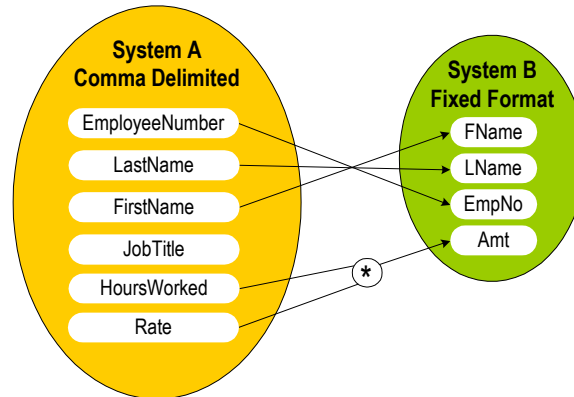 System A
Comma Delimited
EmployeeNumber
LastName
FirstName
JobTitle
HoursWorked
Rate
*
System B
Fixed Format
FName
LName
EmpNo
Amt